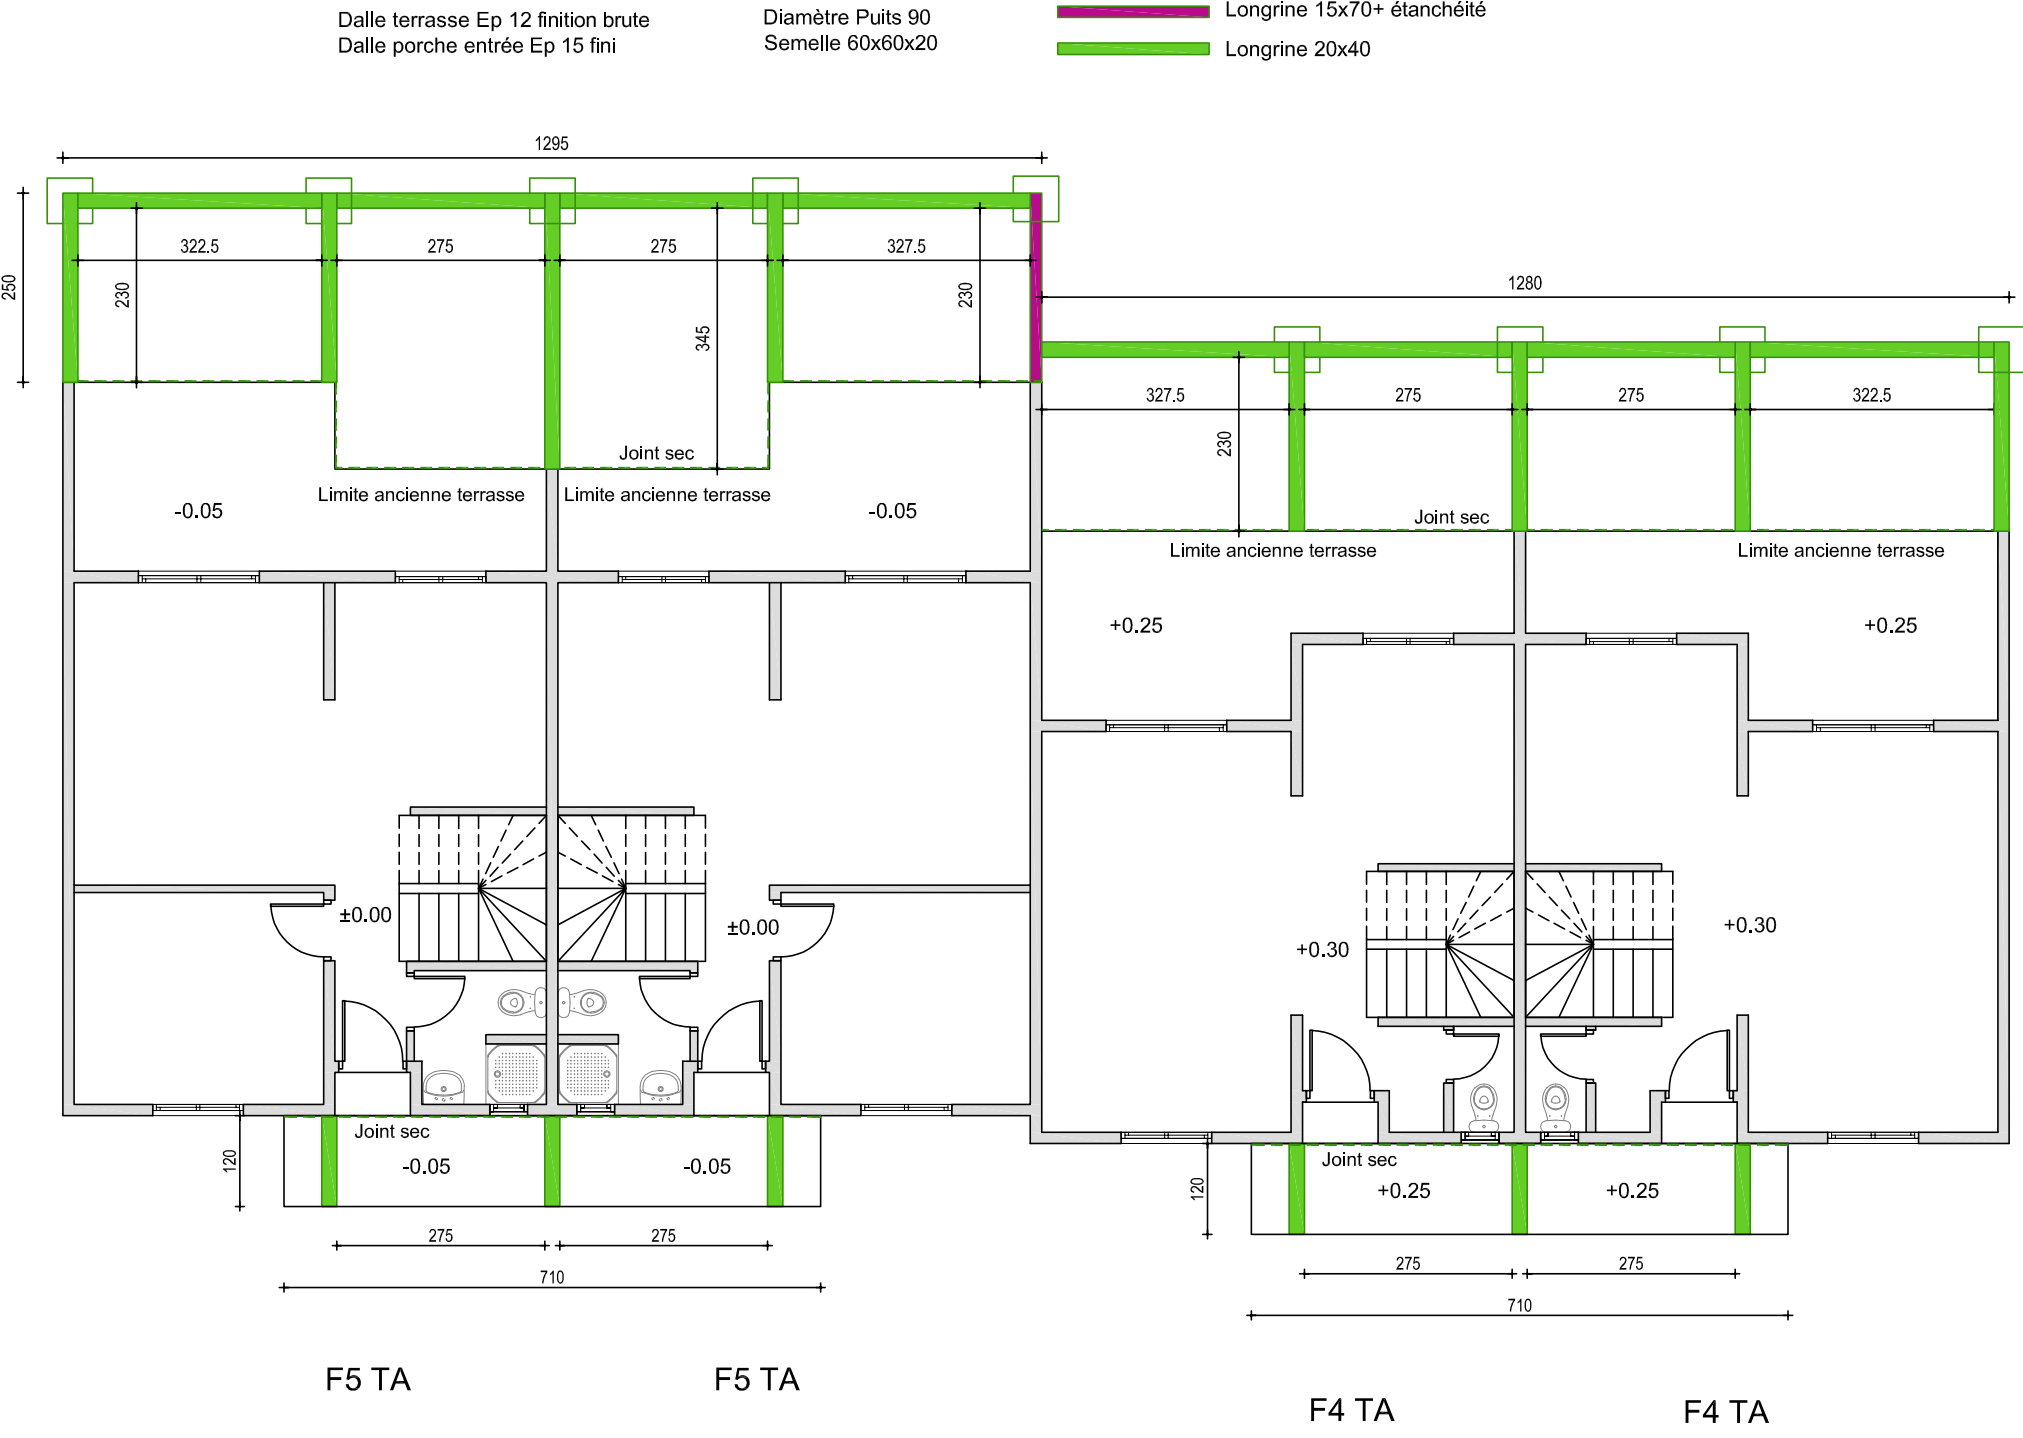 Dalle terrasse Ep 12 finition brute
Dalle porche entrée Ep 15 fini
Diamètre Puits 90
Semelle 60x60x20
Longrine 15x70+ étanchéité
Longrine 20x40
1295
250
322.5
275
275
327.5
230
345
230
1280
327.5
275
275
322.5
230
Joint sec
Limite ancienne terrasse
Limite ancienne terrasse
-0.05
-0.05
Joint sec
Limite ancienne terrasse
Limite ancienne terrasse
+0.25
+0.25
±0.00
±0.00
+0.30
+0.30
Joint sec
-0.05
-0.05
120
Joint sec
+0.25
+0.25
120
275
275
710
275
275
710
F5 TA
F5 TA
F4 TA
F4 TA